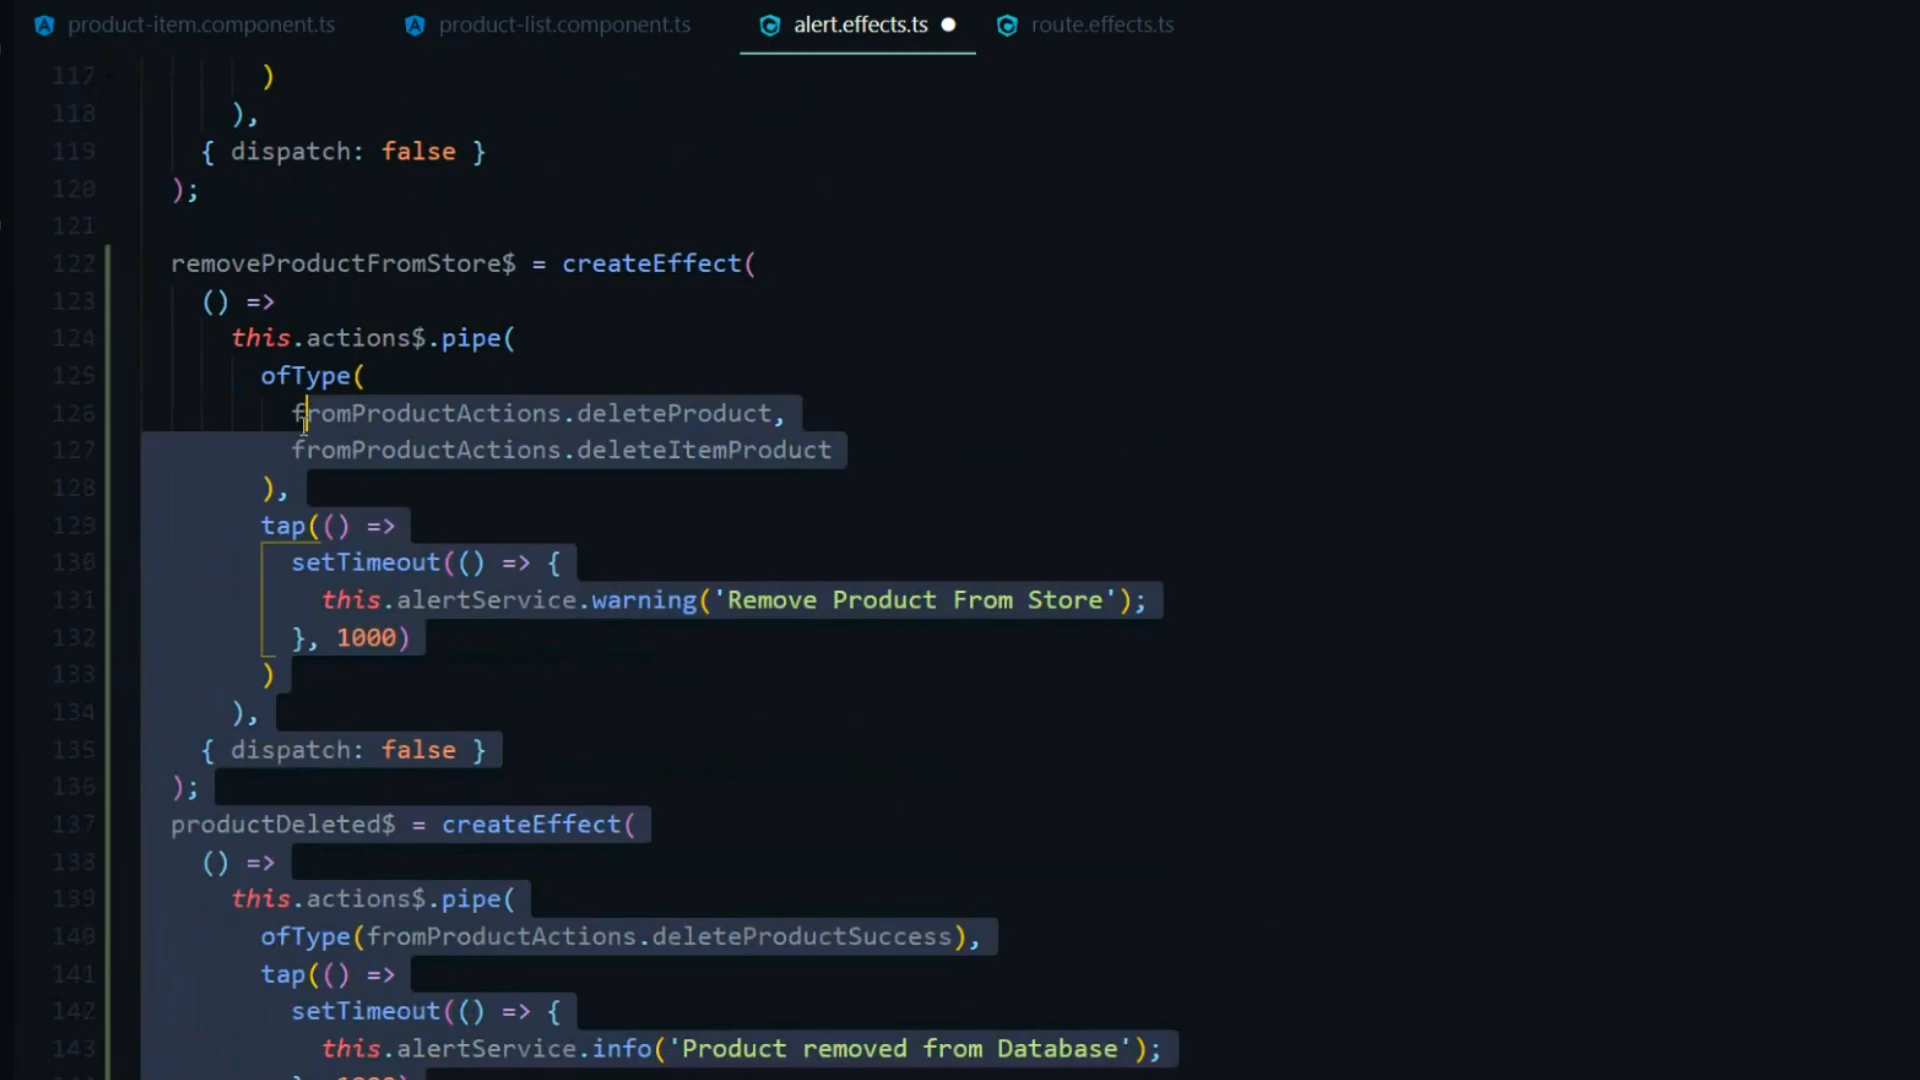 product-item.component.ts product-list.component.ts alert.effects.ts route.effects.ts
117 )
118 ),
119 { dispatch: false }
120 );
121
122 removeProductFromStore$ = createEffect(
123 () =>
124 this.actions$.pipe(
125 ofType(
126 fromProductActions.deleteProduct,
127 fromProductActions.deleteItemProduct
128 ),
129 tap(() =>
130 setTimeout(() => {
131 this.alertService.warning('Remove Product From Store');
132 }, 1000)
133 )
134 ),
135 { dispatch: false }
136 );
137 productDeleted$ = createEffect(
138 () =>
139 this.actions$.pipe(
140 ofType(fromProductActions.deleteProductSuccess),
141 tap(() =>
142 setTimeout(() => {
143 this.alertService.info('Product removed from Database');
}, 1000)